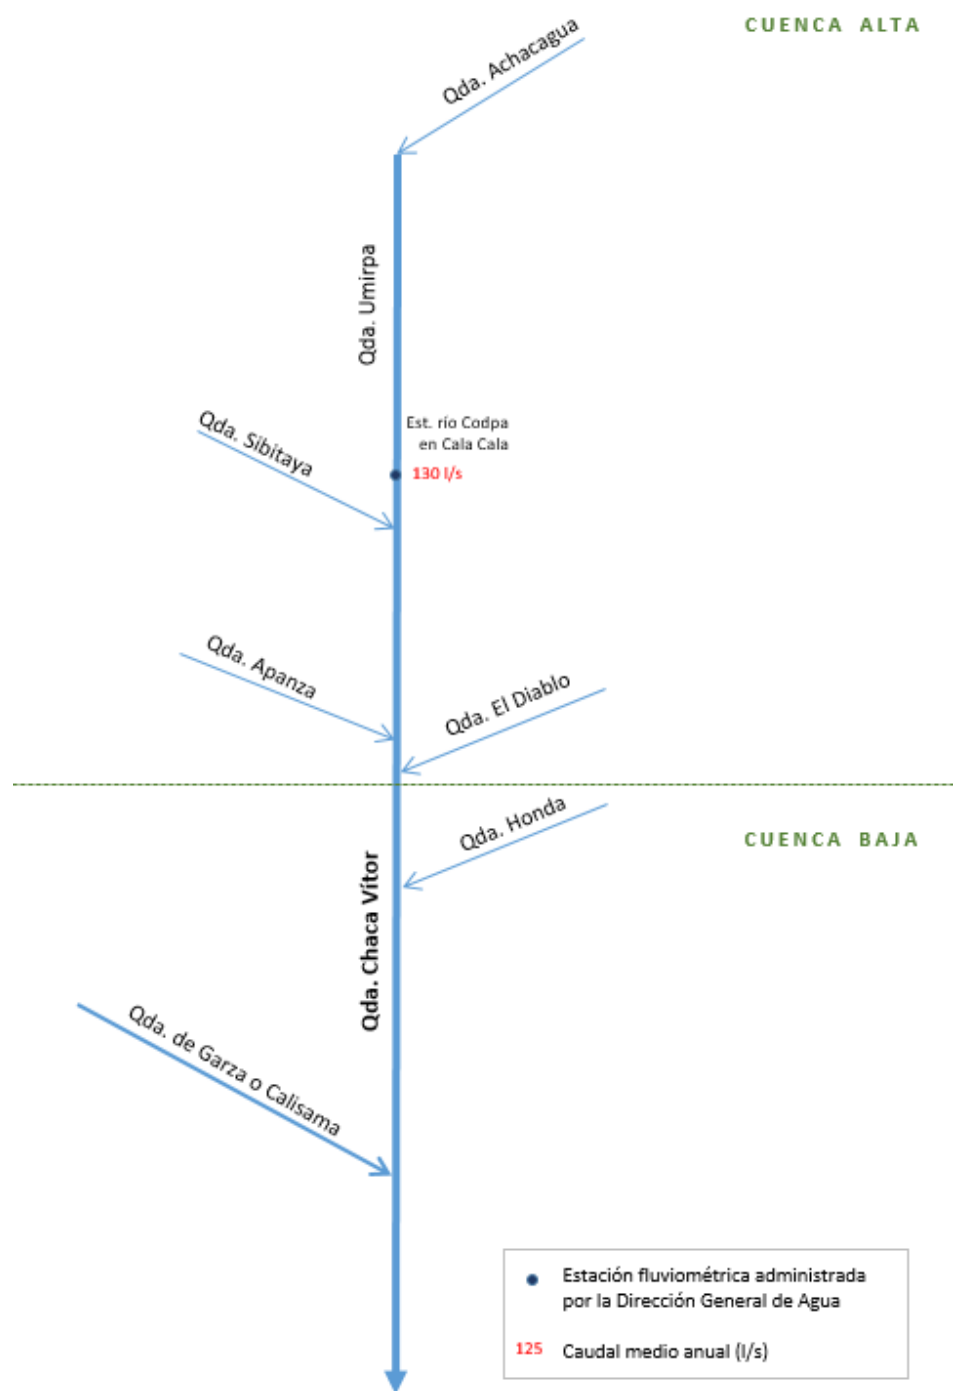 CUENCA ALTA
Qda. Achacagua
Qda. Umirpa
Est. río Codpa
en Cala Cala
130 l/s
Qda. Sibitaya
Qda. Apanza
Qda. El Diablo
Qda. Honda
CUENCA BAJA
Qda. Chaca Vítor
Qda. de Garza o Calisama
Estación fluviométrica administrada
por la Dirección General de Agua
125 Caudal medio anual (l/s)